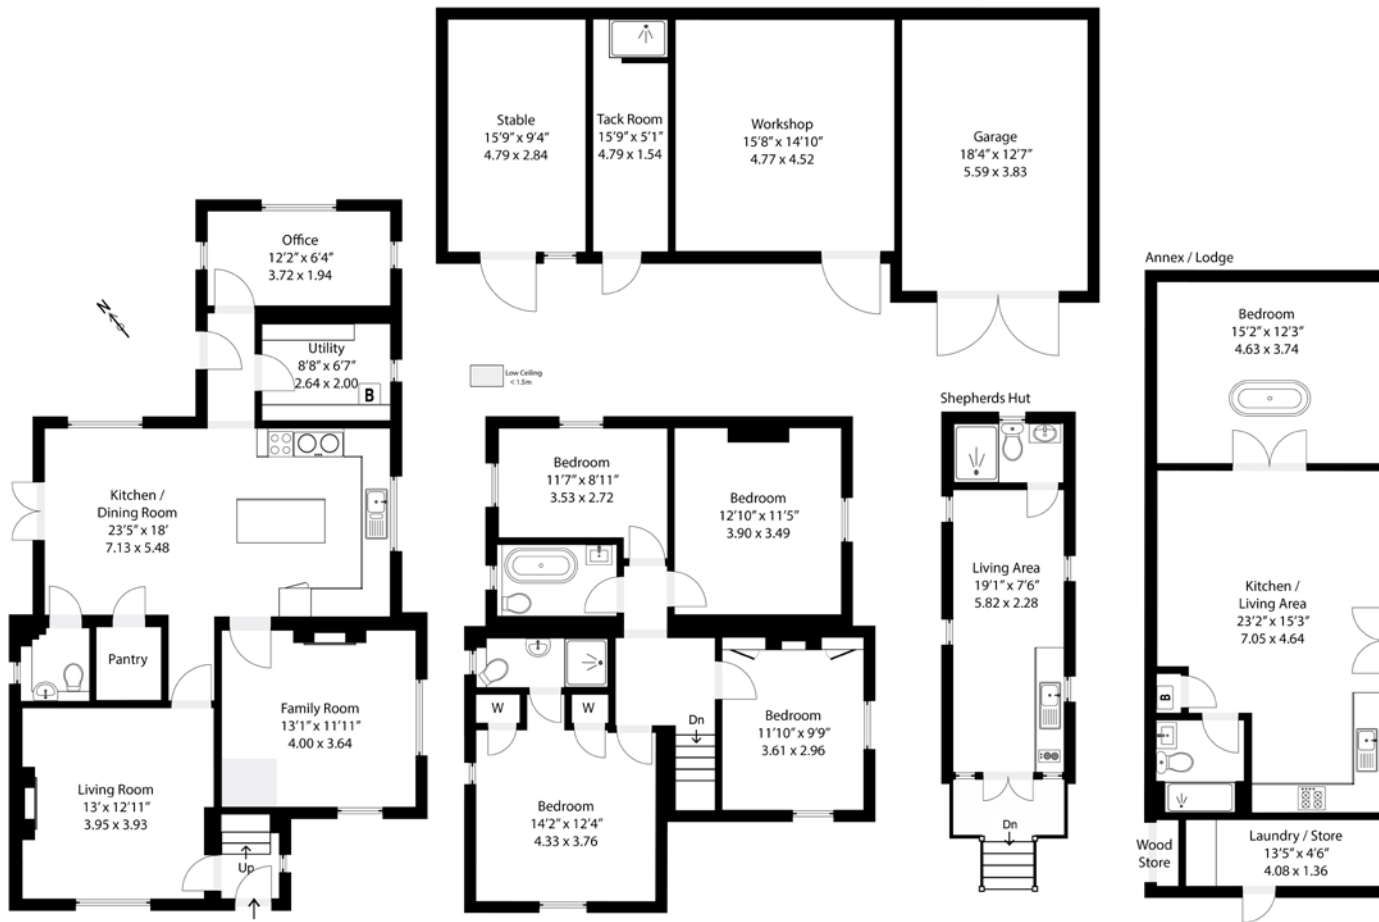 Stable
15'9" x 9'4"
4.79 x 2.84
Tack Room
15'9" x 5'1"
4.79 x 1.54
Workshop
15'8" x 14'10"
4.77 x 4.52
Garage
18'4" x 12'7"
5.59 x 3.83
Office
12'2" x 6'4"
3.72 x 1.94
N
Utility
8'8" x 6'7"
2.64 x 2.00
B
Low Ceiling
< 1.5m
Kitchen /
Dining Room
23'5" x 18'
7.13 x 5.48
Pantry
Family Room
13'1" x 11'11"
4.00 x 3.64
Living Room
13' x 12'11"
3.95 x 3.93
Up
Bedroom
11'7" x 8'11"
3.53 x 2.72
Bedroom
12'10" x 11'5"
3.90 x 3.49
W
W
Dn
Bedroom
11'10" x 9'9"
3.61 x 2.96
Bedroom
14'2" x 12'4"
4.33 x 3.76
Shepherds Hut
Living Area
19'1" x 7'6"
5.82 x 2.28
Dn
Annex / Lodge
Bedroom
15'2" x 12'3"
4.63 x 3.74
Kitchen /
Living Area
23'2" x 15'3"
7.05 x 4.64
B
Wood
Store
Laundry / Store
13'5" x 4'6"
4.08 x 1.36